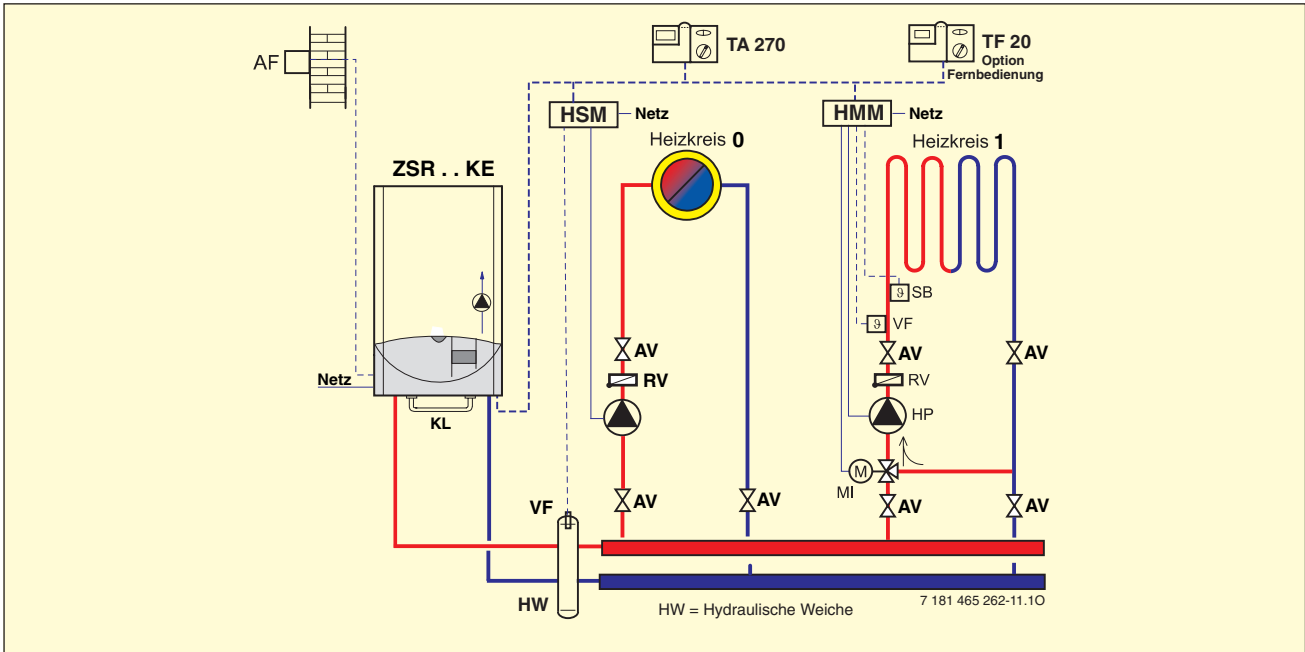 AF
TA 270
TF 20
Option
Fernbedienung
HSM
Netz
HMM
Netz
Heizkreis 0
Heizkreis 1
ZSR . . KE
ϑ SB
ϑ VF
AV
AV
AV
Netz
RV
RV
KL
HP
M
MI
VF
AV
AV
AV
AV
HW
HW = Hydraulische Weiche
7 181 465 262-11.1O